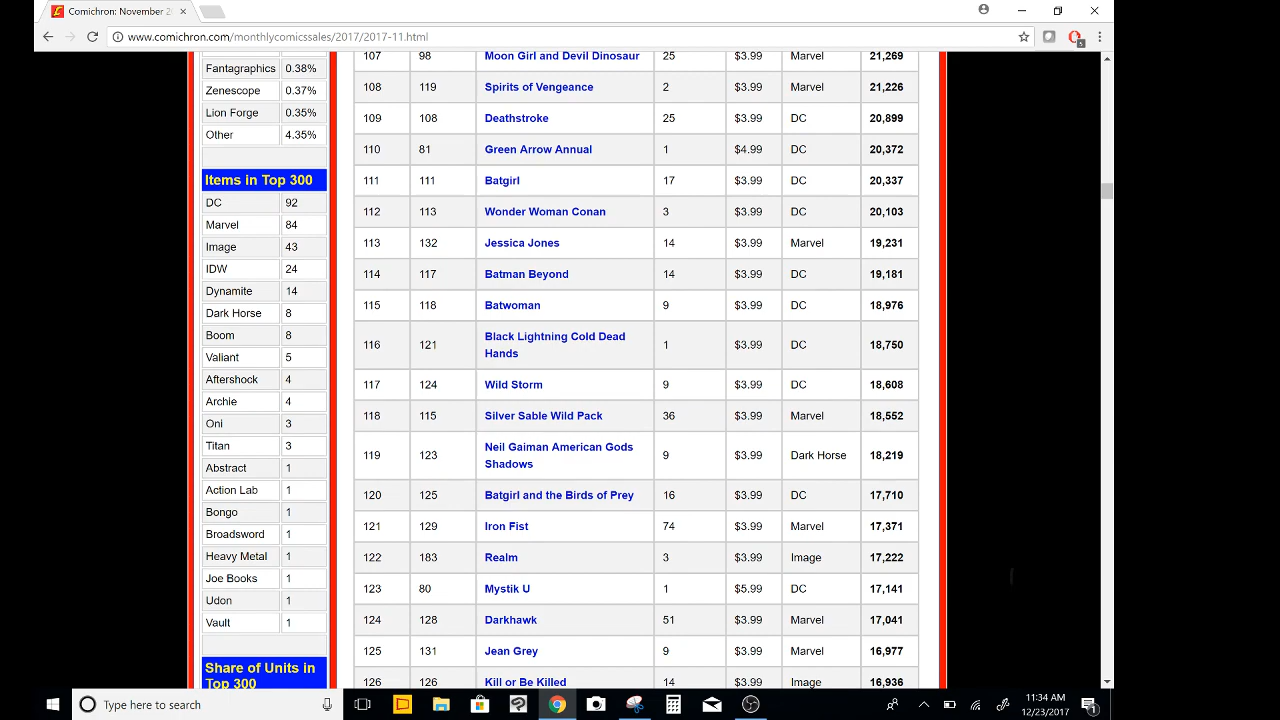 Comichron: November 2
www.comichron.com/monthlycomicssales/2017/2017-11.html
5
Fantagraphics 0.38%
Zenescope 0.37%
Lion Forge 0.35%
Other 4.35%
Items in Top 300
DC 92
Marvel 84
Image 43
IDW 24
Dynamite 14
Dark Horse 8
Boom 8
Valiant 5
Aftershock 4
Archie 4
Oni 3
Titan 3
Abstract 1
Action Lab 1
Bongo 1
Broadsword 1
Heavy Metal 1
Joe Books 1
Udon 1
Vault 1
Share of Units in
Top 300
107 98 Moon Girl and Devil Dinosaur 25 $3.99 Marvel 21,269
108 119 Spirits of Vengeance 2 $3.99 Marvel 21,226
109 108 Deathstroke 25 $3.99 DC 20,899
110 81 Green Arrow Annual 1 $4.99 DC 20,372
111 111 Batgirl 17 $3.99 DC 20,337
112 113 Wonder Woman Conan 3 $3.99 DC 20,103
113 132 Jessica Jones 14 $3.99 Marvel 19,231
114 117 Batman Beyond 14 $3.99 DC 19,181
115 118 Batwoman 9 $3.99 DC 18,976
116 121 Black Lightning Cold Dead
Hands 1 $3.99 DC 18,750
117 124 Wild Storm 9 $3.99 DC 18,608
118 115 Silver Sable Wild Pack 36 $3.99 Marvel 18,552
119 123 Neil Gaiman American Gods
Shadows 9 $3.99 Dark Horse 18,219
120 125 Batgirl and the Birds of Prey 16 $3.99 DC 17,710
121 129 Iron Fist 74 $3.99 Marvel 17,371
122 183 Realm 3 $3.99 Image 17,222
123 80 Mystik U 1 $5.99 DC 17,141
124 128 Darkhawk 51 $3.99 Marvel 17,041
125 131 Jean Grey 9 $3.99 Marvel 16,977
126 126 Kill or Be Killed 14 $3.99 Image 16,936
Type here to search
11:34 AM
12/23/2017
1